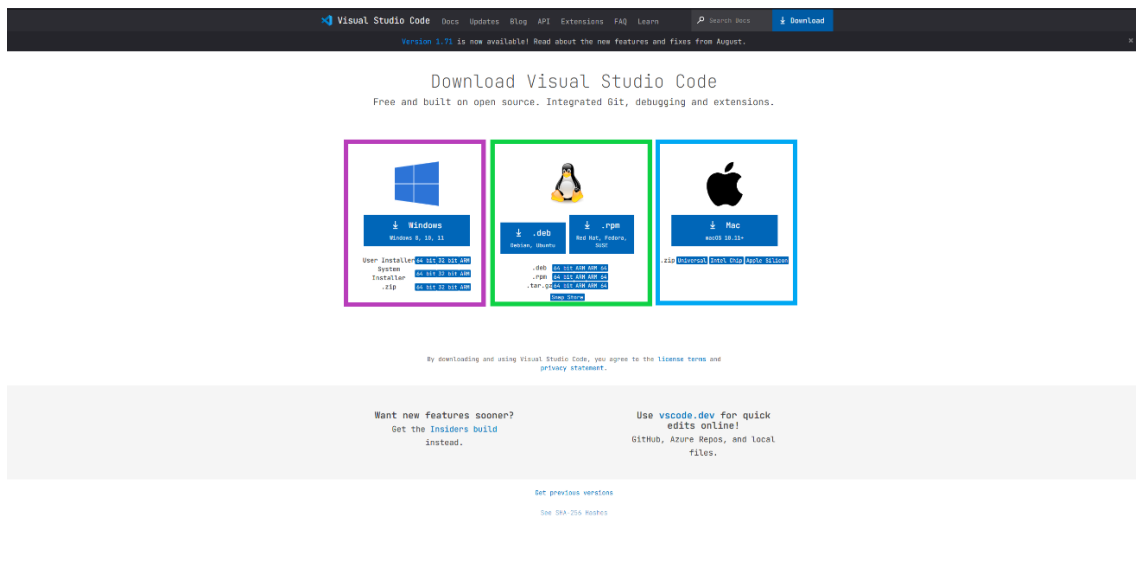 Visual Studio Code Docs Updates Blog API Extensions FAQ Learn Search Docs Download
Version 1.71 is now available! Read about the new features and fixes from August.
Download Visual Studio Code
Free and built on open source. Integrated Git, debugging and extensions.
Windows
Windows 8, 10, 11
User Installer 64 bit 32 bit ARM
System
Installer 64 bit 32 bit ARM
.zip 64 bit 32 bit ARM
.deb
Debian, Ubuntu
.rpm
Red Hat, Fedora,
SUSE
.deb 64 bit ARM ARM 64
.rpm 64 bit ARM ARM 64
.tar.gz 64 bit ARM ARM 64
Snap Store
Mac
macOS 10.11+
.zip Universal Intel Chip Apple Silicon
By downloading and using Visual Studio Code, you agree to the license terms and
privacy statement.
Want new features sooner?
Get the Insiders build
instead.
Use vscode.dev for quick
edits online!
GitHub, Azure Repos, and local
files.
Get previous versions
See SHA-256 Hashes